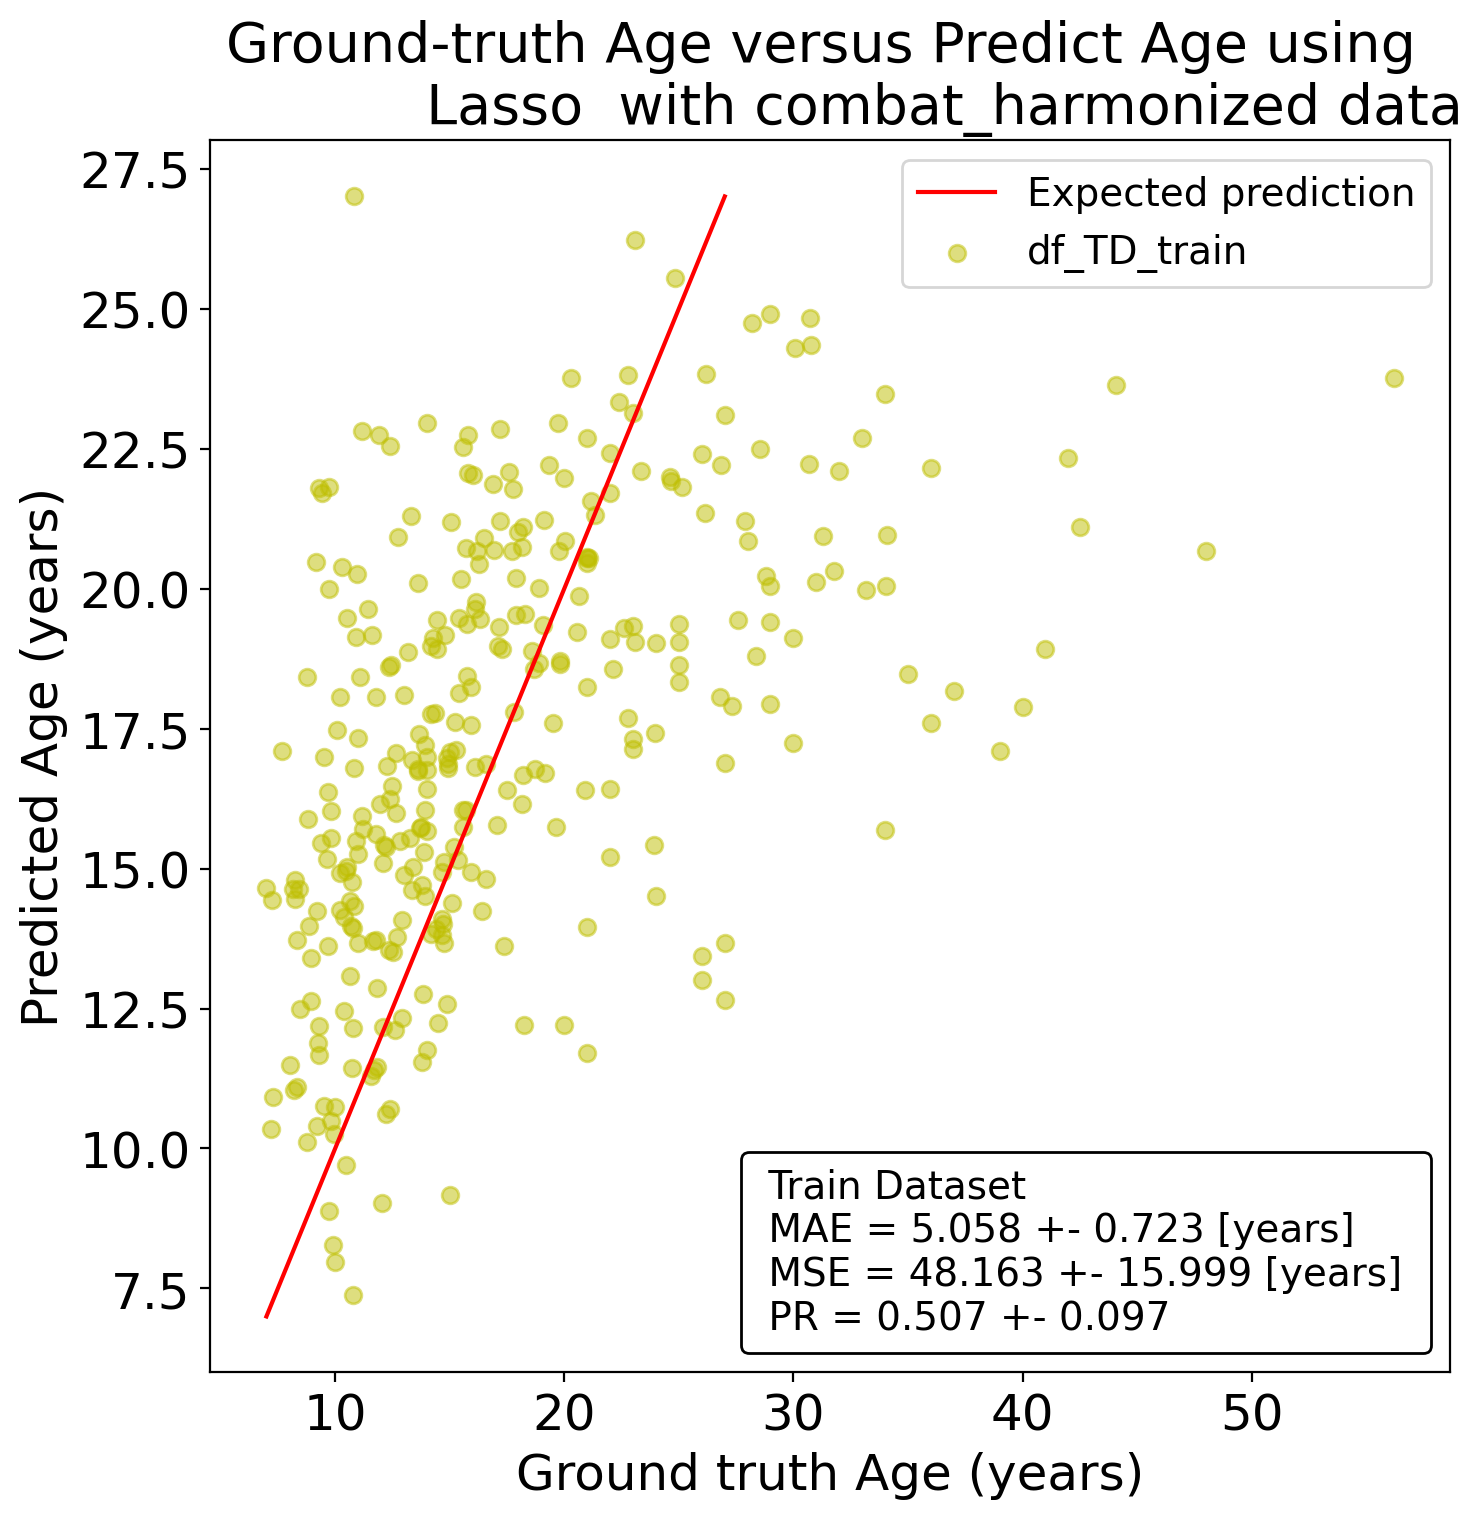 Ground-truth Age versus Predict Age using
Lasso  with combat_harmonized data
27.5
25.0
22.5
20.0
17.5
15.0
12.5
10.0
7.5
Predicted Age (years)
Expected prediction
df_TD_train
Train Dataset
MAE = 5.058 +- 0.723 [years]
MSE = 48.163 +- 15.999 [years]
PR = 0.507 +- 0.097
10 20 30 40 50
Ground truth Age (years)